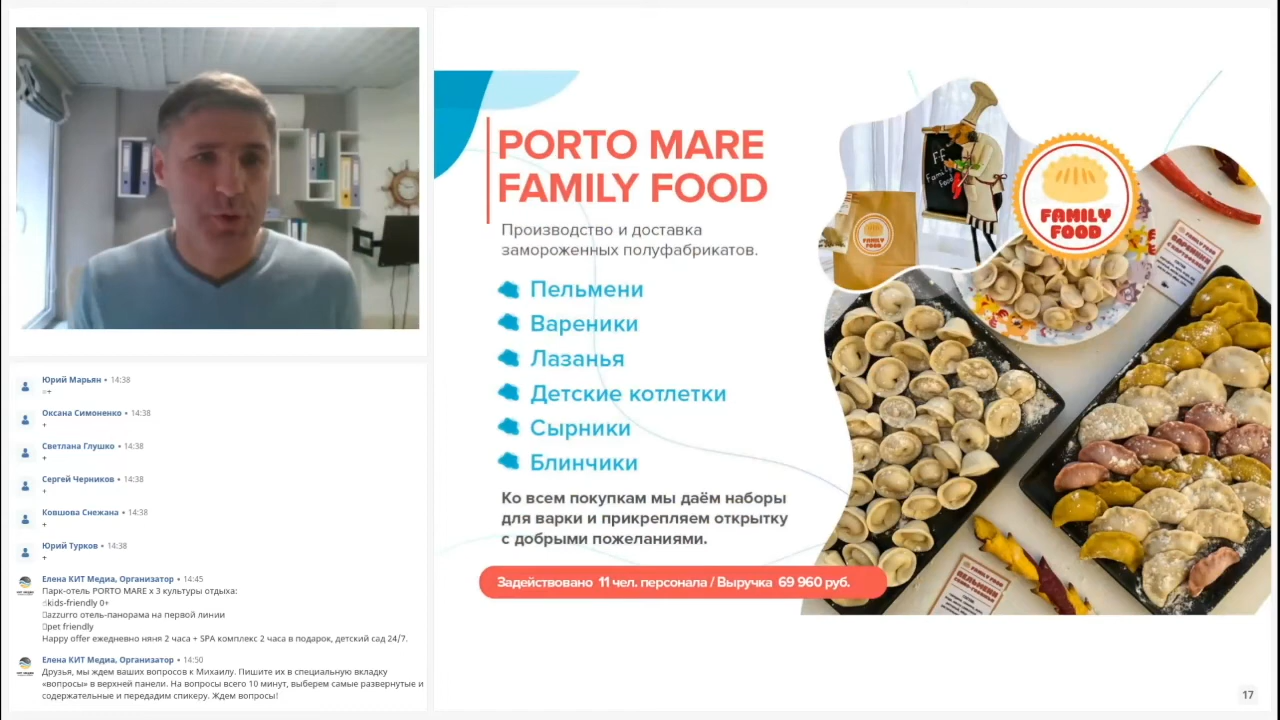 PORTO MARE
FAMILY FOOD
Производство и доставка
замороженных полуфабрикатов.
Пельмени
Вареники
Лазанья
Детские котлетки
Сырники
Блинчики
Ко всем покупкам мы даём наборы
для варки и прикрепляем открытку
с добрыми пожеланиями.
Задействовано 11 чел. персонала / Выручка 69 960 руб.
FAMILY
FOOD
FAMILY
FOOD
FF
Family
Food
17
Юрий Марьян • 14:38
+
Оксана Симоненко • 14:38
+
Светлана Глушко • 14:38
+
Сергей Черников • 14:38
+
Ковшова Снежана • 14:38
+
Юрий Турков • 14:38
+
Елена КИТ Медиа, Организатор • 14:45
Парк-отель PORTO MARE x 3 культуры отдыха:
kids-friendly 0+
azzurro отель-панорама на первой линии
pet friendly
Happy offer ежедневно няня 2 часа + SPA комплекс 2 часа в подарок, детский сад 24/7.
Елена КИТ Медиа, Организатор • 14:50
Друзья, мы ждем ваших вопросов к Михаилу. Пишите их в специальную вкладку
«вопросы» в верхней панели. На вопросы всего 10 минут, выберем самые развернутые и
содержательные и передадим спикеру. Ждем вопросы!